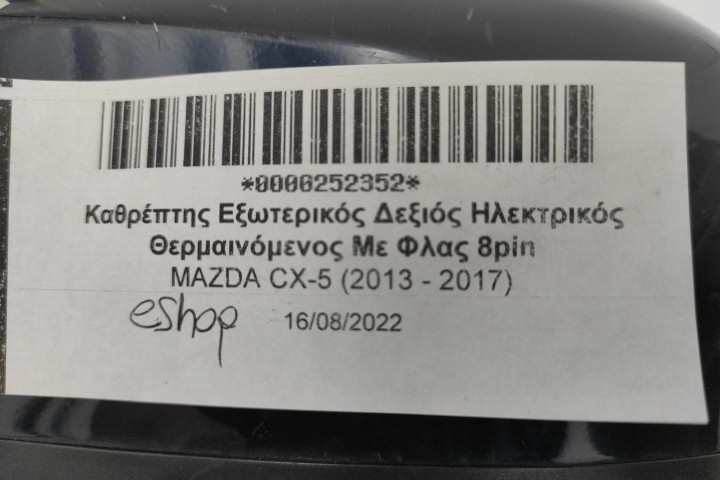 *0000252352*
Καθρέπτης Εξωτερικός Δεξιός Ηλεκτρικός
Θερμαινόμενος Με Φλας 8pin
MAZDA CX-5 (2013 - 2017)
eshop 16/08/2022